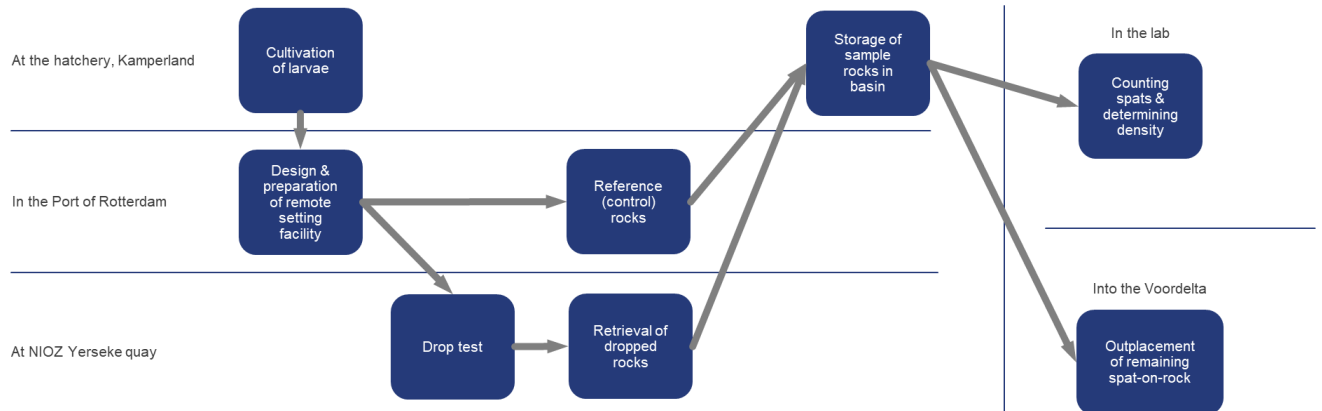 At the hatchery, Kamperland
Cultivation
of larvae
Storage of
sample
rocks in
basin
In the lab
Counting
spats &
determining
density
In the Port of Rotterdam
Design &
preparation
of remote
setting
facility
Reference
(control)
rocks
At NIOZ Yerseke quay
Drop test
Retrieval of
dropped
rocks
Into the Voordelta
Outplacement
of remaining
spat-on-rock